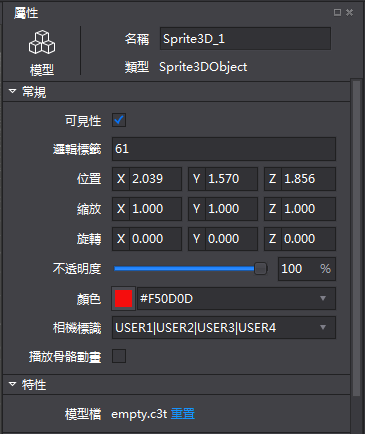 屬性
名稱 Sprite3D_1
模型
類型 Sprite3DObject
常規
可見性
邏輯標籤 61
位置 X 2.039 Y 1.570 Z 1.856
縮放 X 1.000 Y 1.000 Z 1.000
旋轉 X 0.000 Y 0.000 Z 0.000
不透明度 100 %
顏色 #F50D0D
相機標識 USER1|USER2|USER3|USER4
播放骨骼動畫
特性
模型檔 empty.c3t 重置